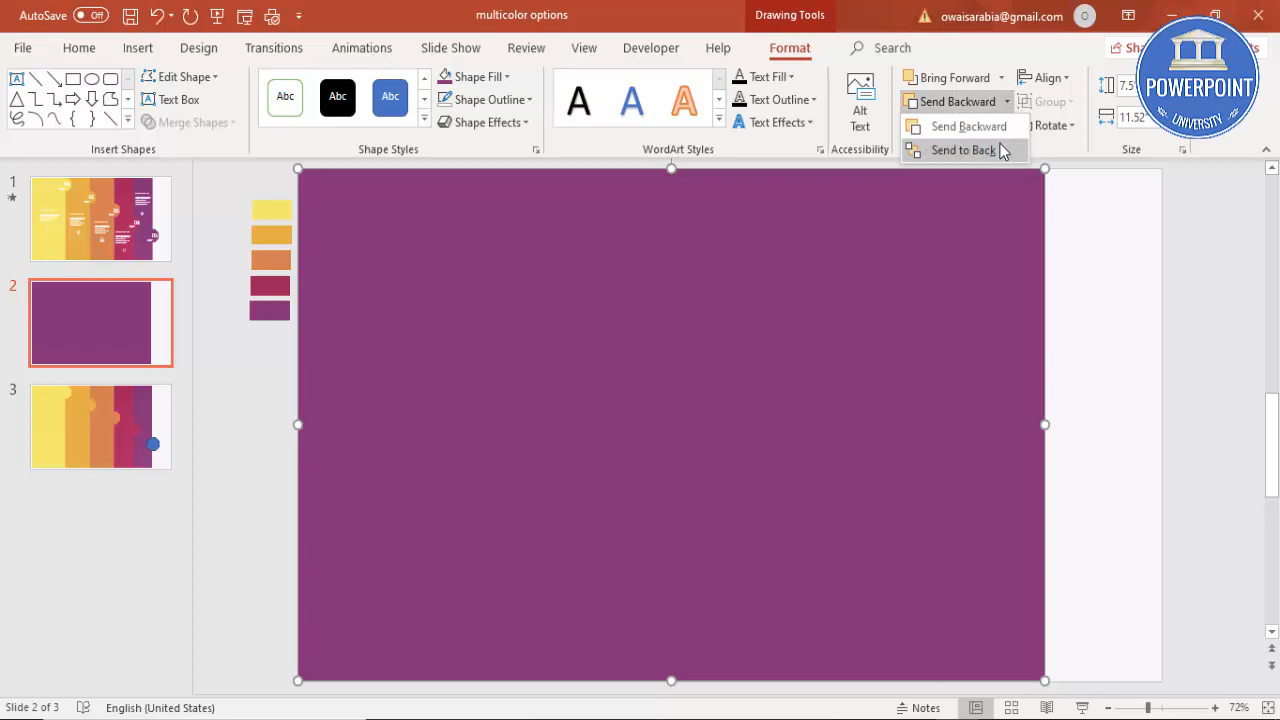 AutoSave Off
multicolor options
Drawing Tools
owaisarabia@gmail.com
File Home Insert Design Transitions Animations Slide Show Review View Developer Help Format Search
Edit Shape
Text Box
Merge Shapes
Insert Shapes
Abc Abc Abc
Shape Fill
Shape Outline
Shape Effects
Shape Styles
A A A
Text Fill
Text Outline
Text Effects
WordArt Styles
Alt
Text
Accessibility
Bring Forward
Send Backward
Send Backward
Send to Back
Align
Group
Rotate
11.52"
Size
POWERPOINT
UNIVERSITY
1
2
3
Slide 2 of 3
English (United States)
Notes
72%